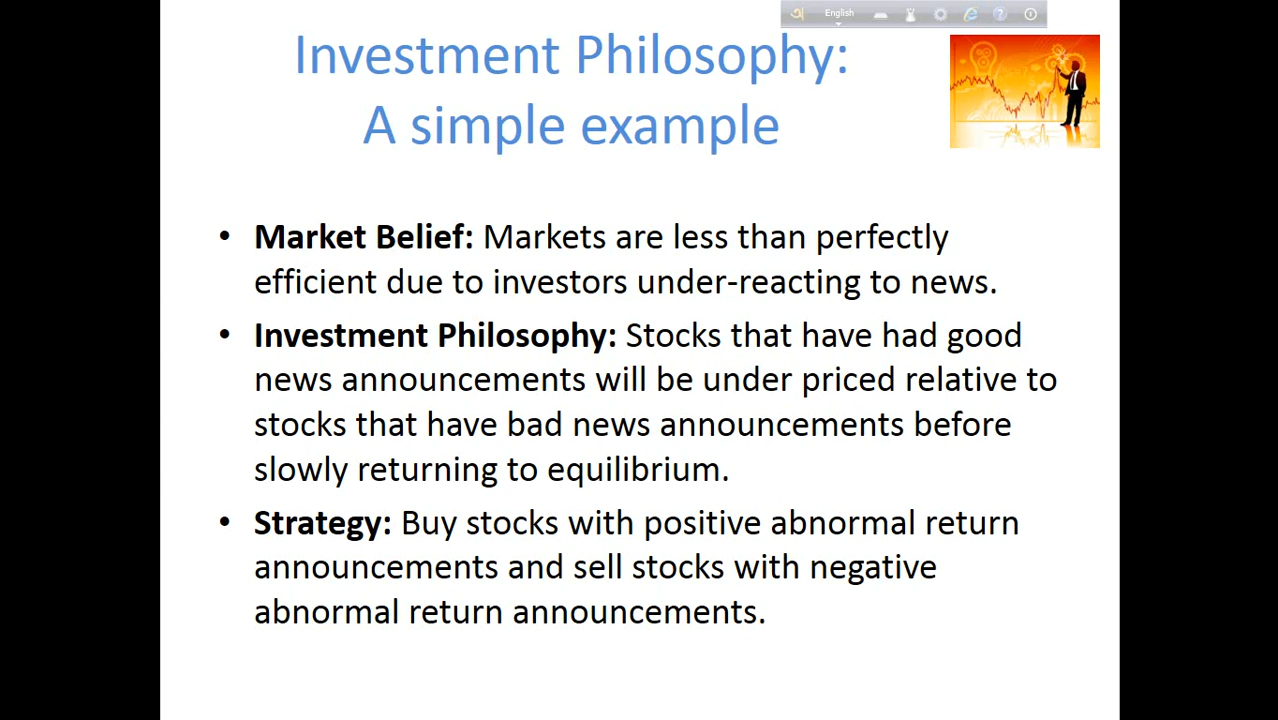 English
Investment Philosophy:
A simple example
• Market Belief: Markets are less than perfectly
efficient due to investors under-reacting to news.
• Investment Philosophy: Stocks that have had good
news announcements will be under priced relative to
stocks that have bad news announcements before
slowly returning to equilibrium.
• Strategy: Buy stocks with positive abnormal return
announcements and sell stocks with negative
abnormal return announcements.